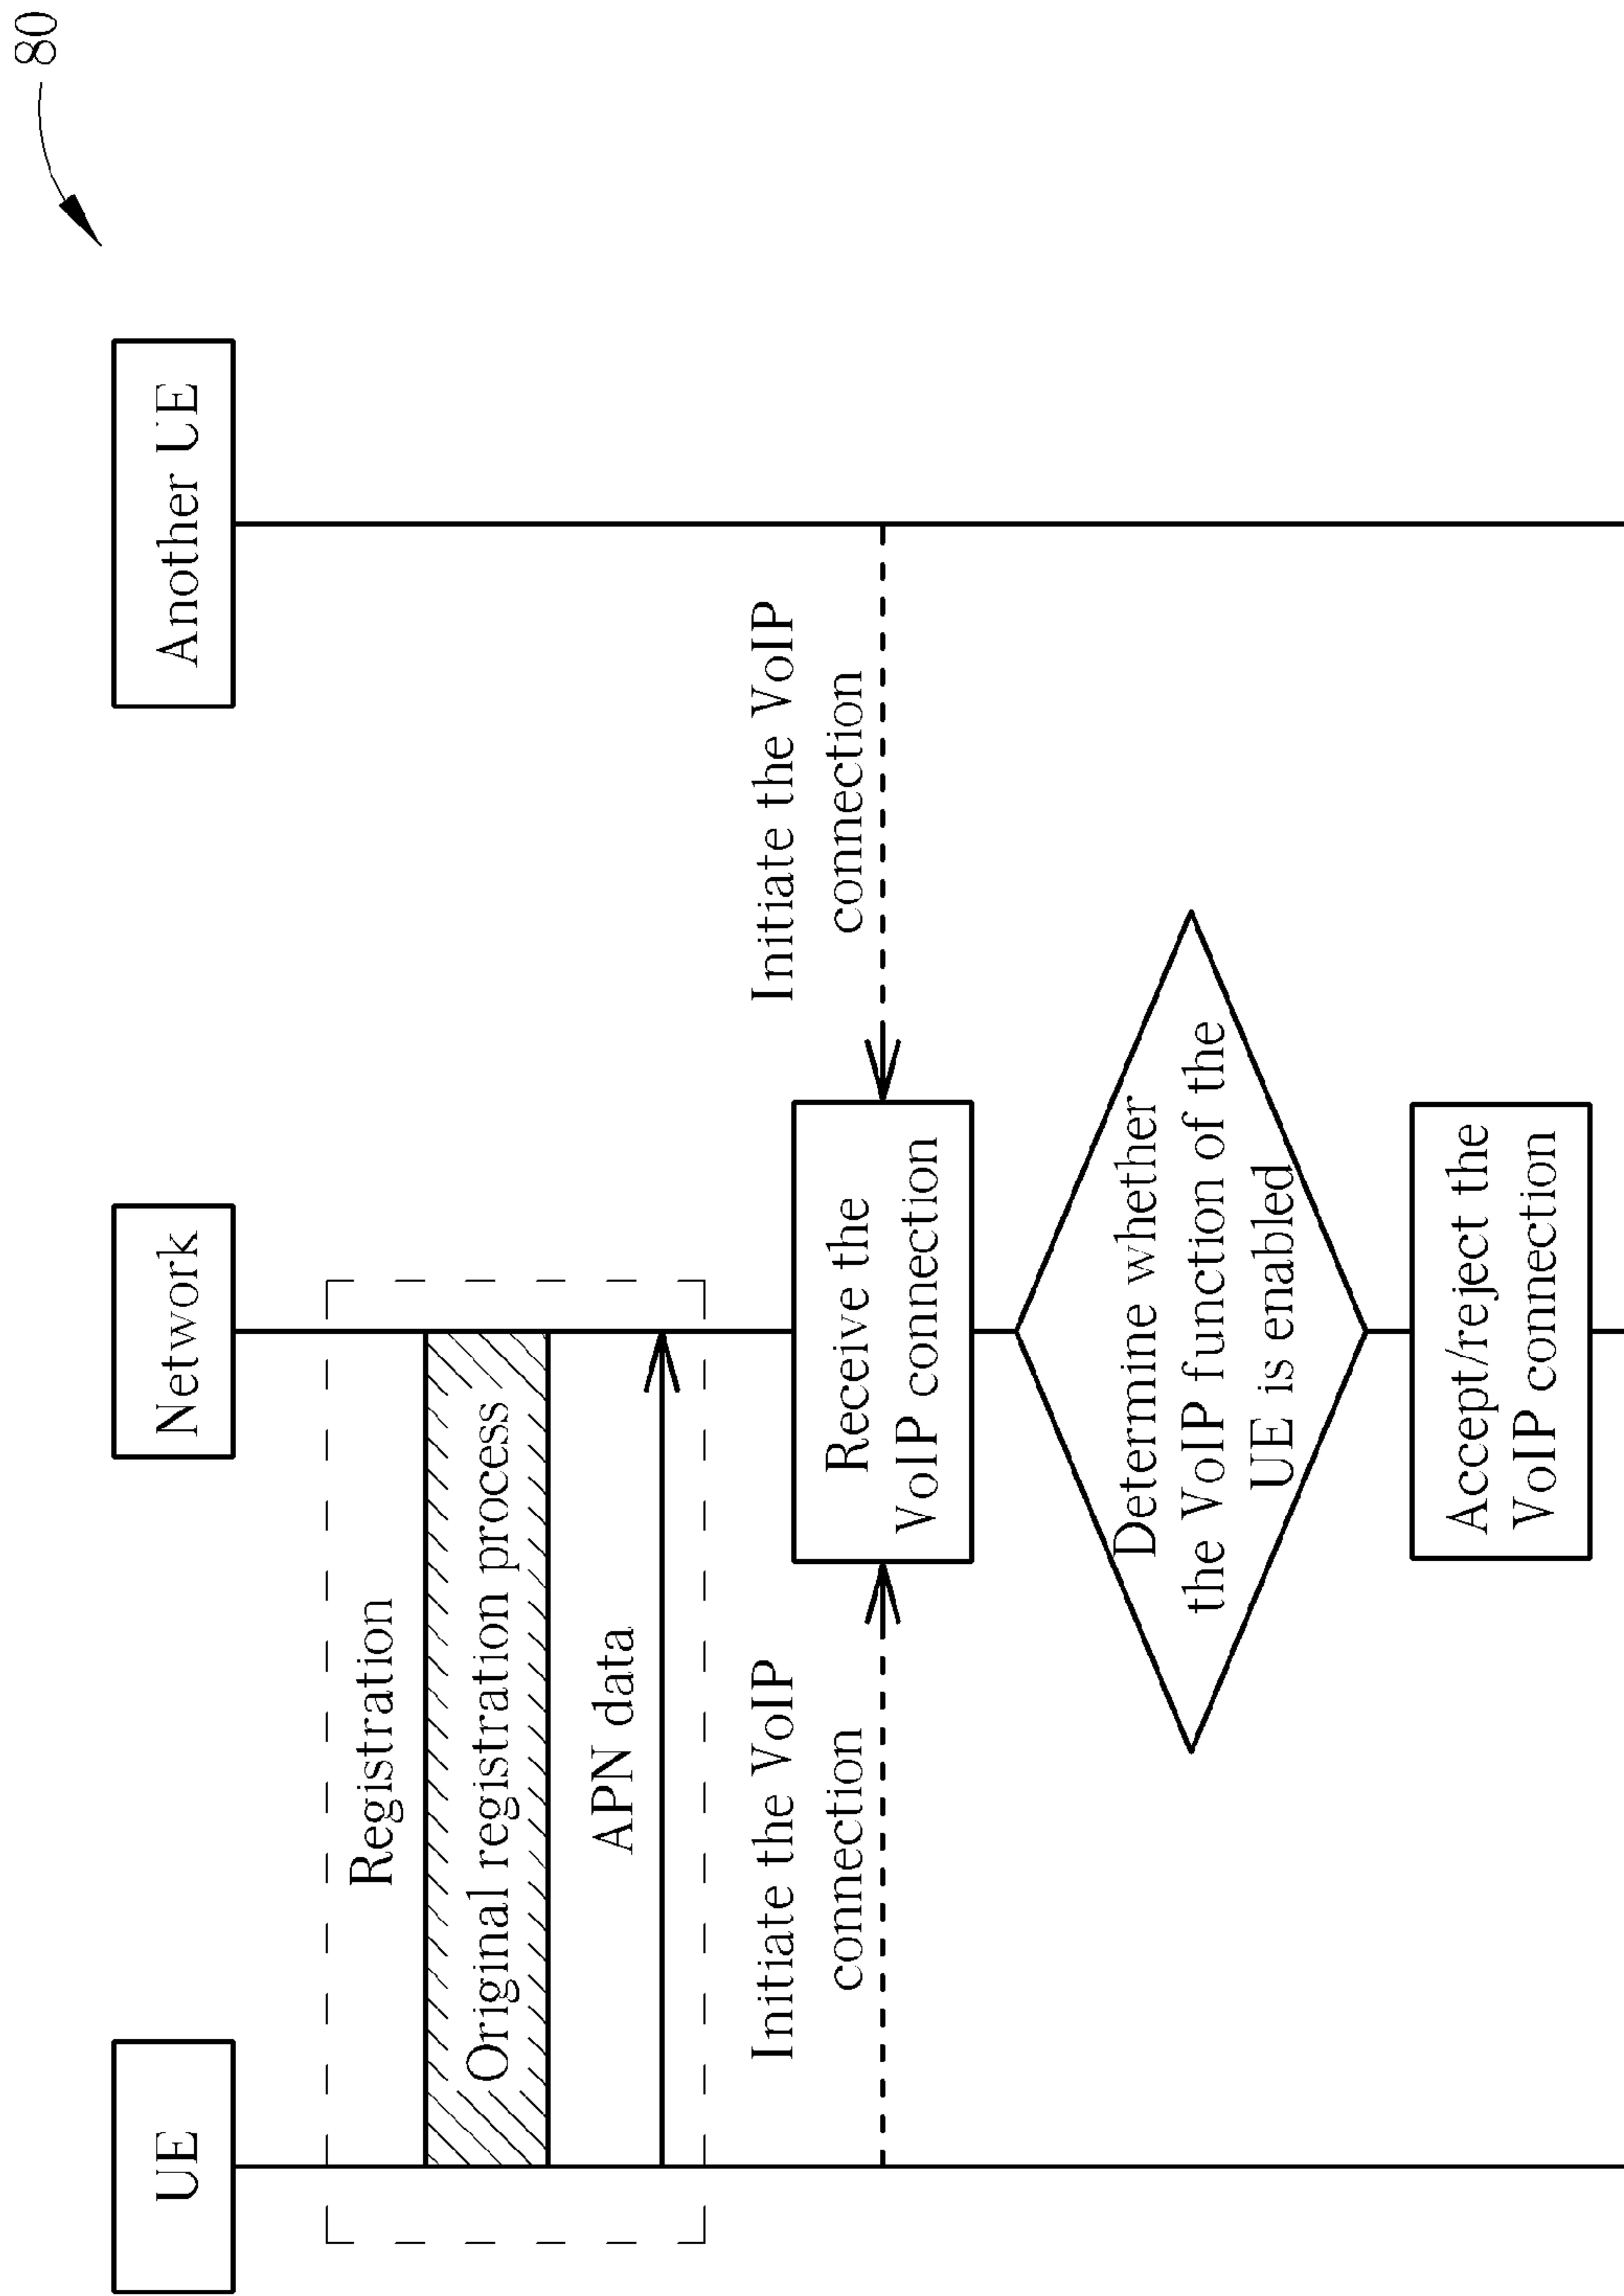 80
UE
Network
Another UE
Registration
Original registration process
APN data
Initiate the VoIP
connection
Initiate the VoIP
connection
Receive the
VoIP connection
Determine whether
the VoIP function of the
UE is enabled
Accept/reject the
VoIP connection